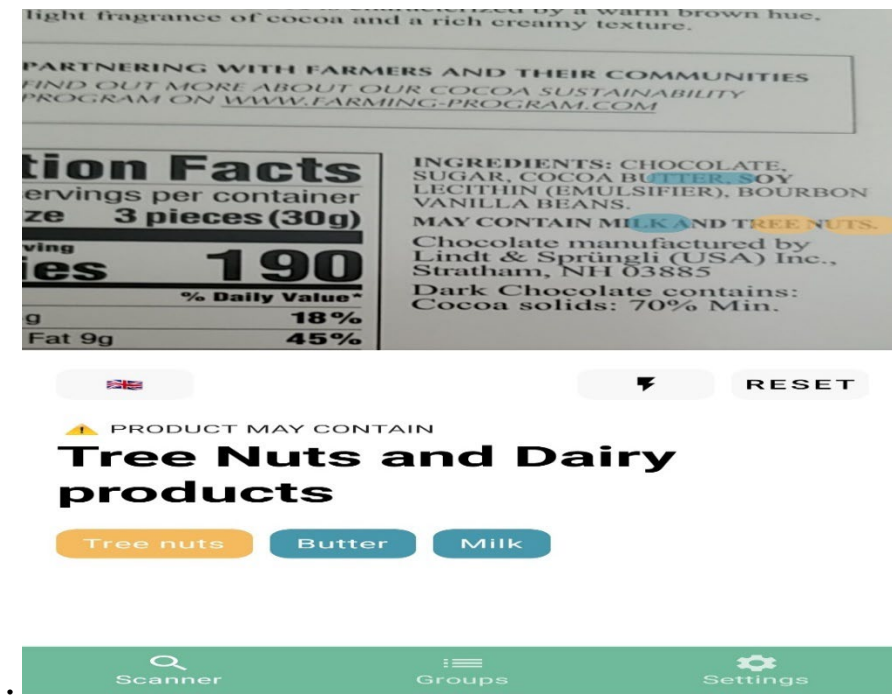 light fragrance of cocoa and a rich creamy texture.
PARTNERING WITH FARMERS AND THEIR COMMUNITIES
FIND OUT MORE ABOUT OUR COCOA SUSTAINABILITY
PROGRAM ON WWW.FARMING-PROGRAM.COM
tion Facts
ervings per container
ze 3 pieces (30g)
ving
ies 190
% Daily Value*
g 18%
Fat 9g 45%
INGREDIENTS: CHOCOLATE,
SUGAR, COCOA BUTTER, SOY
LECITHIN (EMULSIFIER), BOURBON
VANILLA BEANS.
MAY CONTAIN MILK AND TREE NUTS.
Chocolate manufactured by
Lindt & Sprüngli (USA) Inc.,
Stratham, NH 03885
Dark Chocolate contains:
Cocoa solids: 70% Min.
RESET
PRODUCT MAY CONTAIN
Tree Nuts and Dairy
products
Tree nuts Butter Milk
Scanner Groups Settings